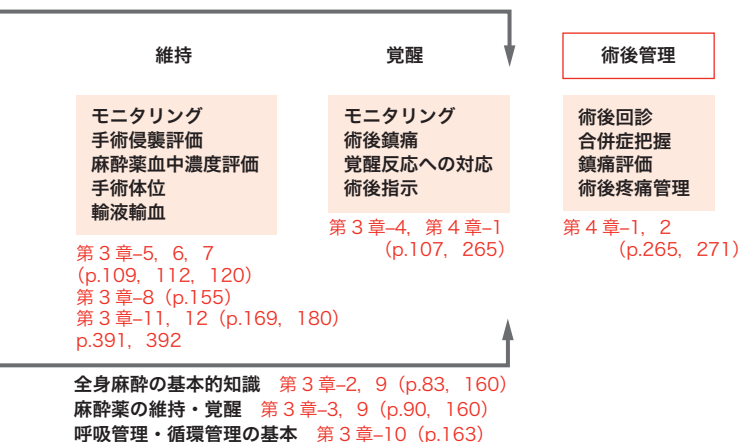 維持
モニタリング
手術侵襲評価
麻酔薬血中濃度評価
手術体位
輸液輸血
第3章–5，6，7
（p.109，112，120）
第3章–8（p.155）
第3章–11，12（p.169，180）
p.391，392
覚醒
モニタリング
術後鎮痛
覚醒反応への対応
術後指示
第3章–4，第4章–1
（p.107，265）
術後管理
術後回診
合併症把握
鎮痛評価
術後疼痛管理
第4章–1，2
（p.265，271）
全身麻酔の基本的知識　第3章–2，9（p.83，160）
麻酔薬の維持・覚醒　第3章–3，9（p.90，160）
呼吸管理・循環管理の基本　第3章–10（p.163）